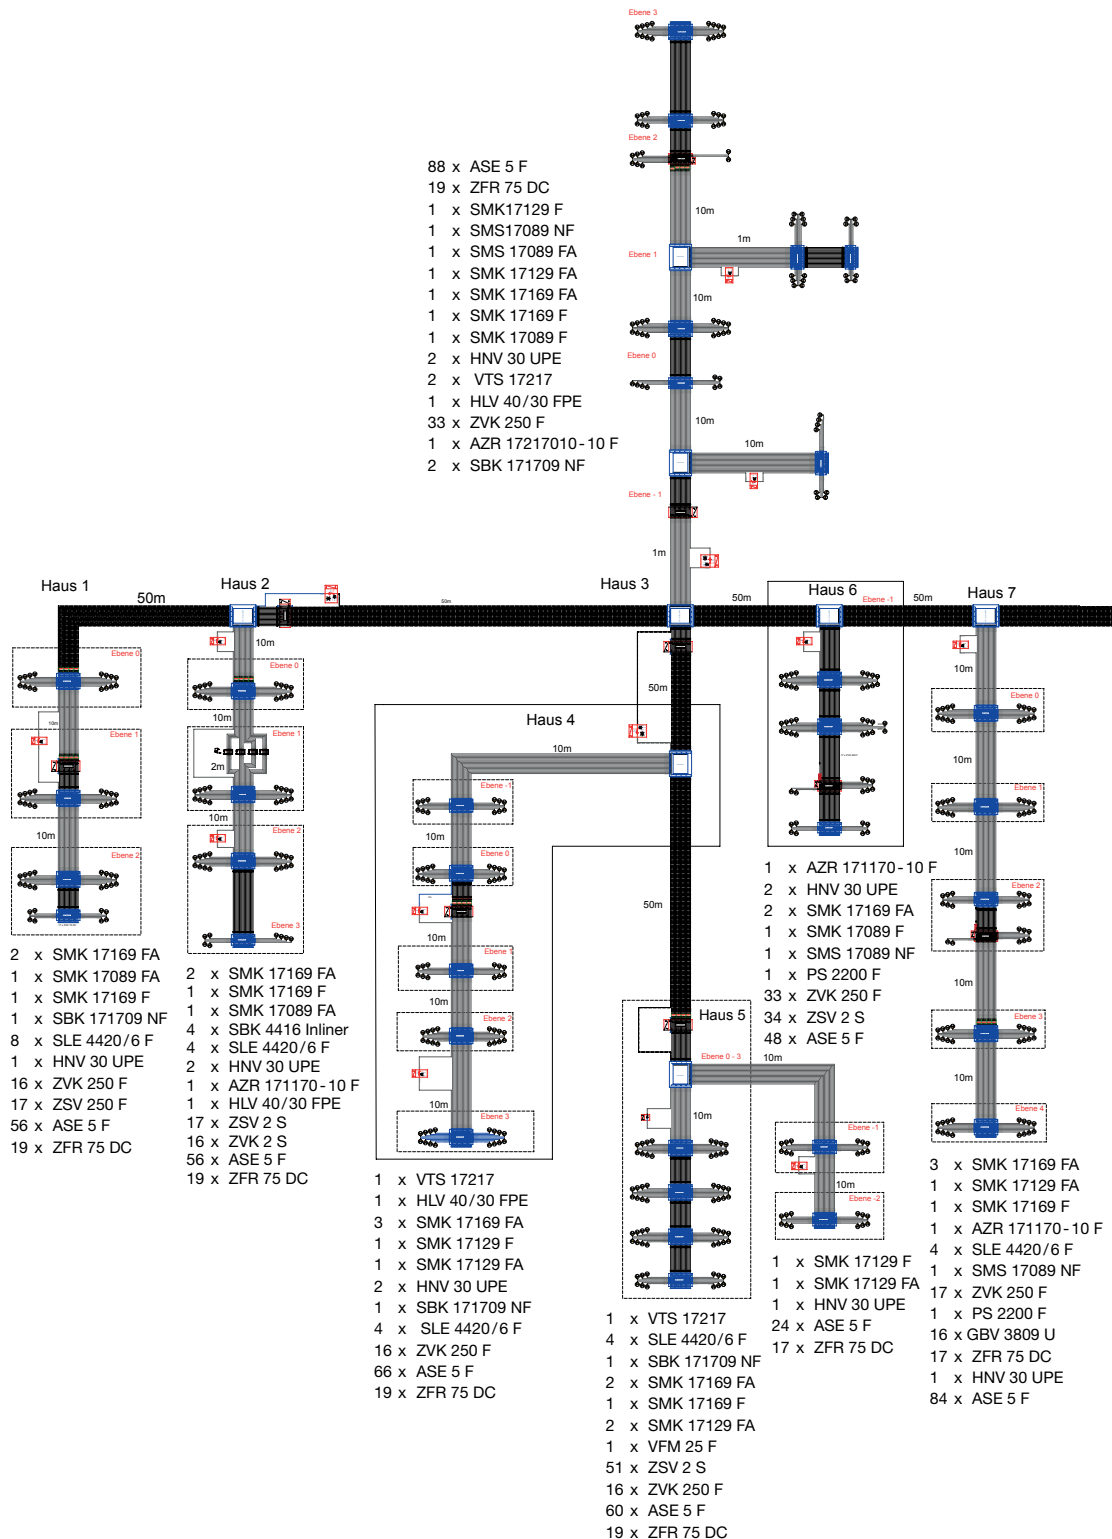 Ebene 3
Ebene 2
88 x ASE 5 F
19 x ZFR 75 DC
1 x SMK17129 F
1 x SMS17089 NF
1 x SMS 17089 FA
1 x SMK 17129 FA
1 x SMK 17169 FA
1 x SMK 17169 F
1 x SMK 17089 F
2 x HNV 30 UPE
2 x VTS 17217
1 x HLV 40/30 FPE
33 x ZVK 250 F
1 x AZR 17217010-10 F
2 x SBK 171709 NF
10m
1m
Ebene 1
10m
Ebene 0
10m
10m
Ebene - 1
1m
Haus 1
50m
Haus 2
50m
Haus 3
50m
Haus 6
Ebene -1
50m
Haus 7
Ebene 0
10m
Ebene 1
10m
Ebene 2
2 x SMK 17169 FA
1 x SMK 17089 FA
1 x SMK 17169 F
1 x SBK 171709 NF
8 x SLE 4420/6 F
1 x HNV 30 UPE
16 x ZVK 250 F
17 x ZSV 250 F
56 x ASE 5 F
19 x ZFR 75 DC
10m
Ebene 0
10m
Ebene 1
2m
10m
Ebene 2
Ebene 3
2 x SMK 17169 FA
1 x SMK 17169 F
1 x SMK 17089 FA
4 x SBK 4416 Inliner
4 x SLE 4420/6 F
2 x HNV 30 UPE
1 x AZR 171170-10 F
1 x HLV 40/30 FPE
17 x ZSV 2 S
16 x ZVK 2 S
56 x ASE 5 F
19 x ZFR 75 DC
50m
Haus 4
10m
Ebene -1
10m
Ebene 0
10m
Ebene 1
10m
Ebene 2
10m
Ebene 3
1 x VTS 17217
1 x HLV 40/30 FPE
3 x SMK 17169 FA
1 x SMK 17129 F
1 x SMK 17129 FA
2 x HNV 30 UPE
1 x SBK 171709 NF
4 x SLE 4420/6 F
16 x ZVK 250 F
66 x ASE 5 F
19 x ZFR 75 DC
50m
Haus 5
Ebene 0 - 3
10m
10m
1 x VTS 17217
4 x SLE 4420/6 F
1 x SBK 171709 NF
2 x SMK 17169 FA
1 x SMK 17169 F
2 x SMK 17129 FA
1 x VFM 25 F
51 x ZSV 2 S
16 x ZVK 250 F
60 x ASE 5 F
19 x ZFR 75 DC
Ebene -1
10m
Ebene -2
1 x SMK 17129 F
1 x SMK 17129 FA
1 x HNV 30 UPE
24 x ASE 5 F
17 x ZFR 75 DC
10m
1 x AZR 171170-10 F
2 x HNV 30 UPE
2 x SMK 17169 FA
1 x SMK 17089 F
1 x SMS 17089 NF
1 x PS 2200 F
33 x ZVK 250 F
34 x ZSV 2 S
48 x ASE 5 F
10m
Ebene 0
10m
Ebene 1
10m
Ebene 2
10m
Ebene 3
10m
Ebene 4
3 x SMK 17169 FA
1 x SMK 17129 FA
1 x SMK 17169 F
1 x AZR 171170-10 F
4 x SLE 4420/6 F
1 x SMS 17089 NF
17 x ZVK 250 F
1 x PS 2200 F
16 x GBV 3809 U
17 x ZFR 75 DC
1 x HNV 30 UPE
84 x ASE 5 F